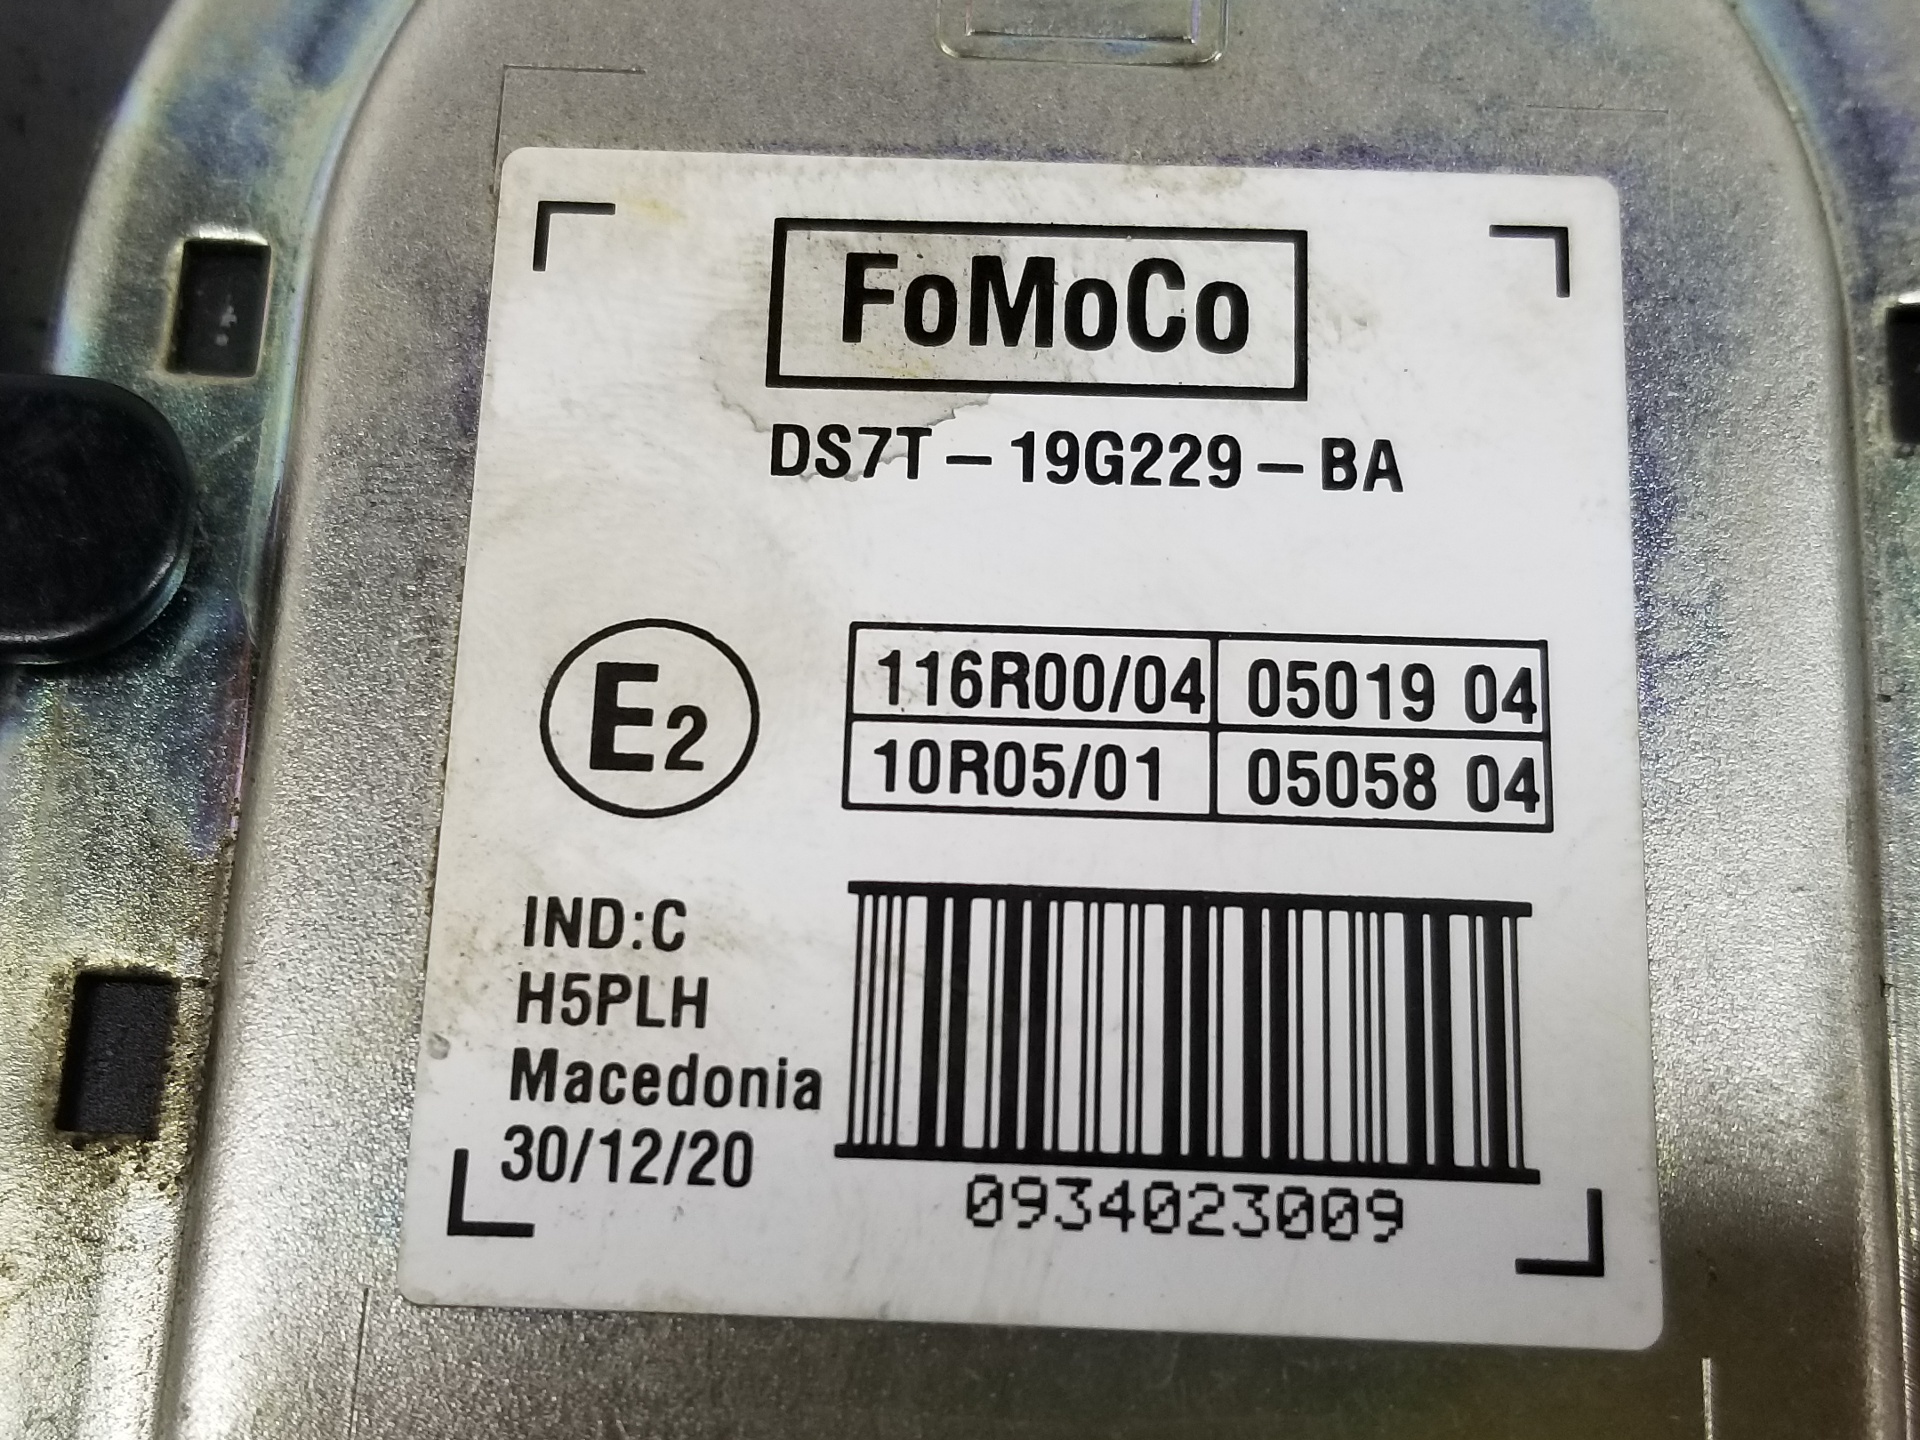 FoMoCo
DS7T-19G229-BA
E2
116R00/04 05019 04
10R05/01 05058 04
IND:C
H5PLH
Macedonia
30/12/20
0934023009